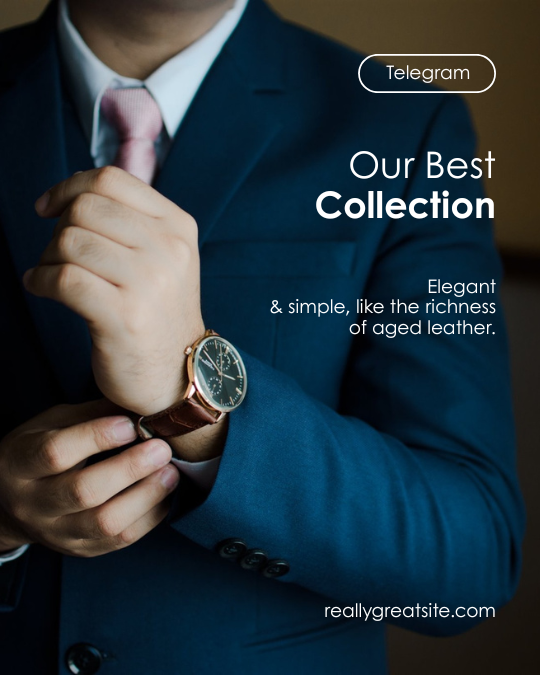 Telegram
Our Best
Collection
Elegant
& simple, like the richness
of aged leather.
reallygreatsite.com